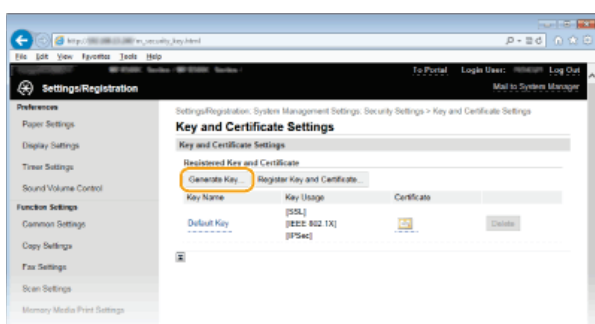 http://
File Edit View Favorites Tools Help
To Portal Login User: Log Out
Settings/Registration
Mail to System Manager
Preferences
Paper Settings
Display Settings
Timer Settings
Sound Volume Control
Function Settings
Common Settings
Copy Settings
Fax Settings
Scan Settings
Memory Media Print Settings
Settings/Registration: System Management Settings: Security Settings > Key and Certificate Settings
Key and Certificate Settings
Key and Certificate Settings
Registered Key and Certificate
Generate Key... Register Key and Certificate...
Key Name Key Usage Certificate
Default Key
[SSL]
[IEEE 802.1X]
[IPSec]
Delete